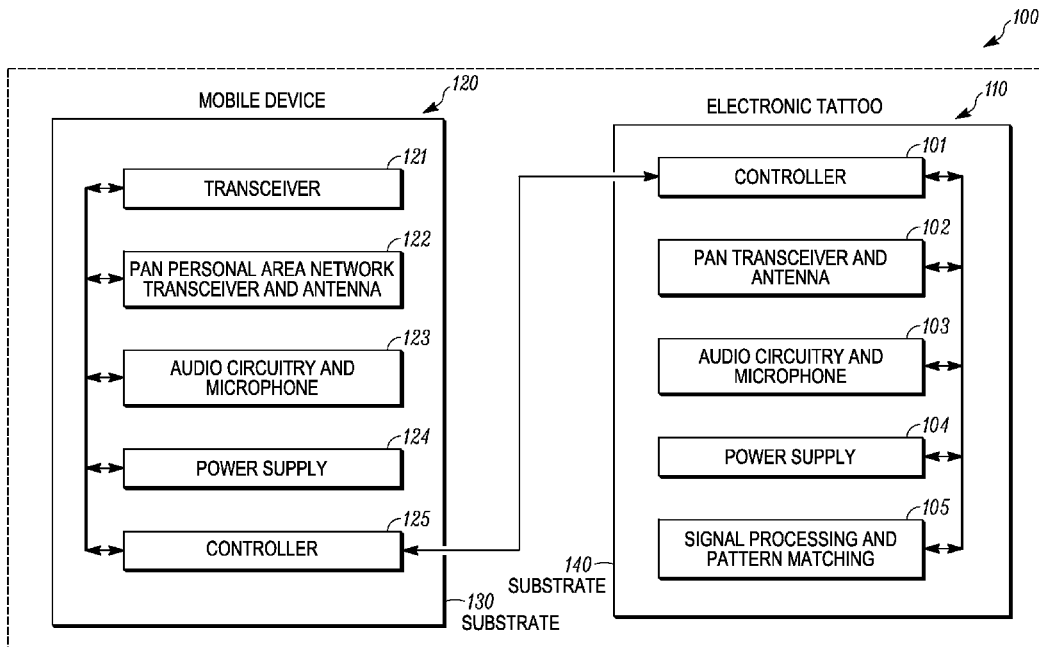 100
MOBILE DEVICE
120
121
TRANSCEIVER
122
PAN PERSONAL AREA NETWORK
TRANSCEIVER AND ANTENNA
123
AUDIO CIRCUITRY AND
MICROPHONE
124
POWER SUPPLY
125
CONTROLLER
130
SUBSTRATE
ELECTRONIC TATTOO
110
101
CONTROLLER
102
PAN TRANSCEIVER AND
ANTENNA
103
AUDIO CIRCUITRY AND
MICROPHONE
104
POWER SUPPLY
105
SIGNAL PROCESSING AND
PATTERN MATCHING
140
SUBSTRATE